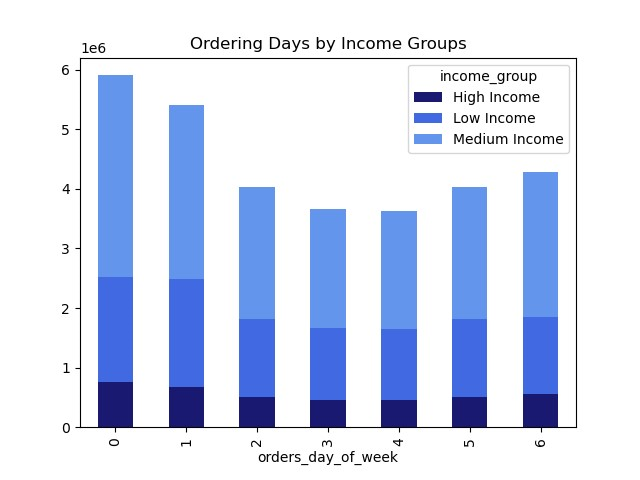 Ordering Days by Income Groups
1e6
income_group
High Income
Low Income
Medium Income
6
5
4
3
2
1
0
0 1 2 3 4 5 6
orders_day_of_week